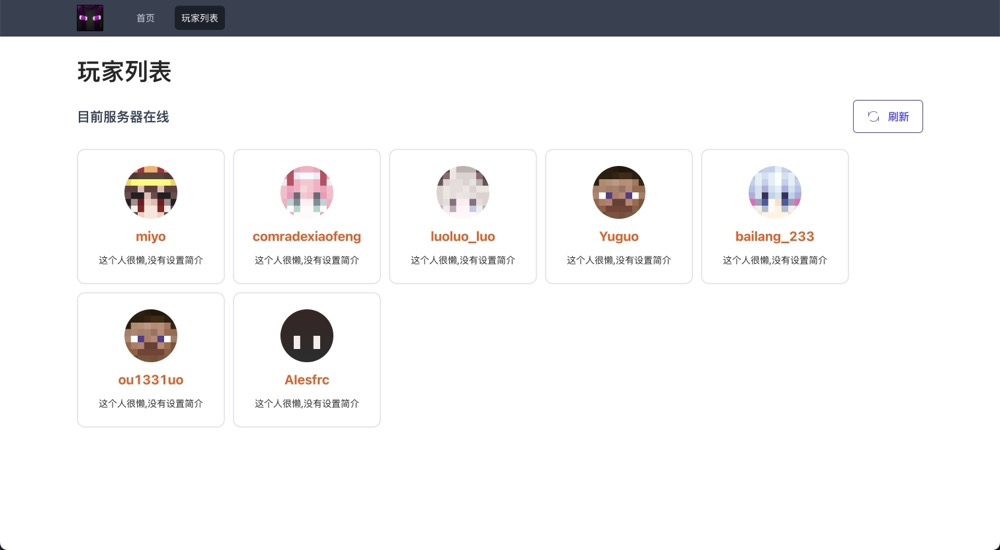 首页
玩家列表
玩家列表
目前服务器在线
刷新
miyo
这个人很懒,没有设置简介
comradexiaofeng
这个人很懒,没有设置简介
luoluo_luo
这个人很懒,没有设置简介
Yuguo
这个人很懒,没有设置简介
bailang_233
这个人很懒,没有设置简介
ou1331uo
这个人很懒,没有设置简介
Alesfrc
这个人很懒,没有设置简介